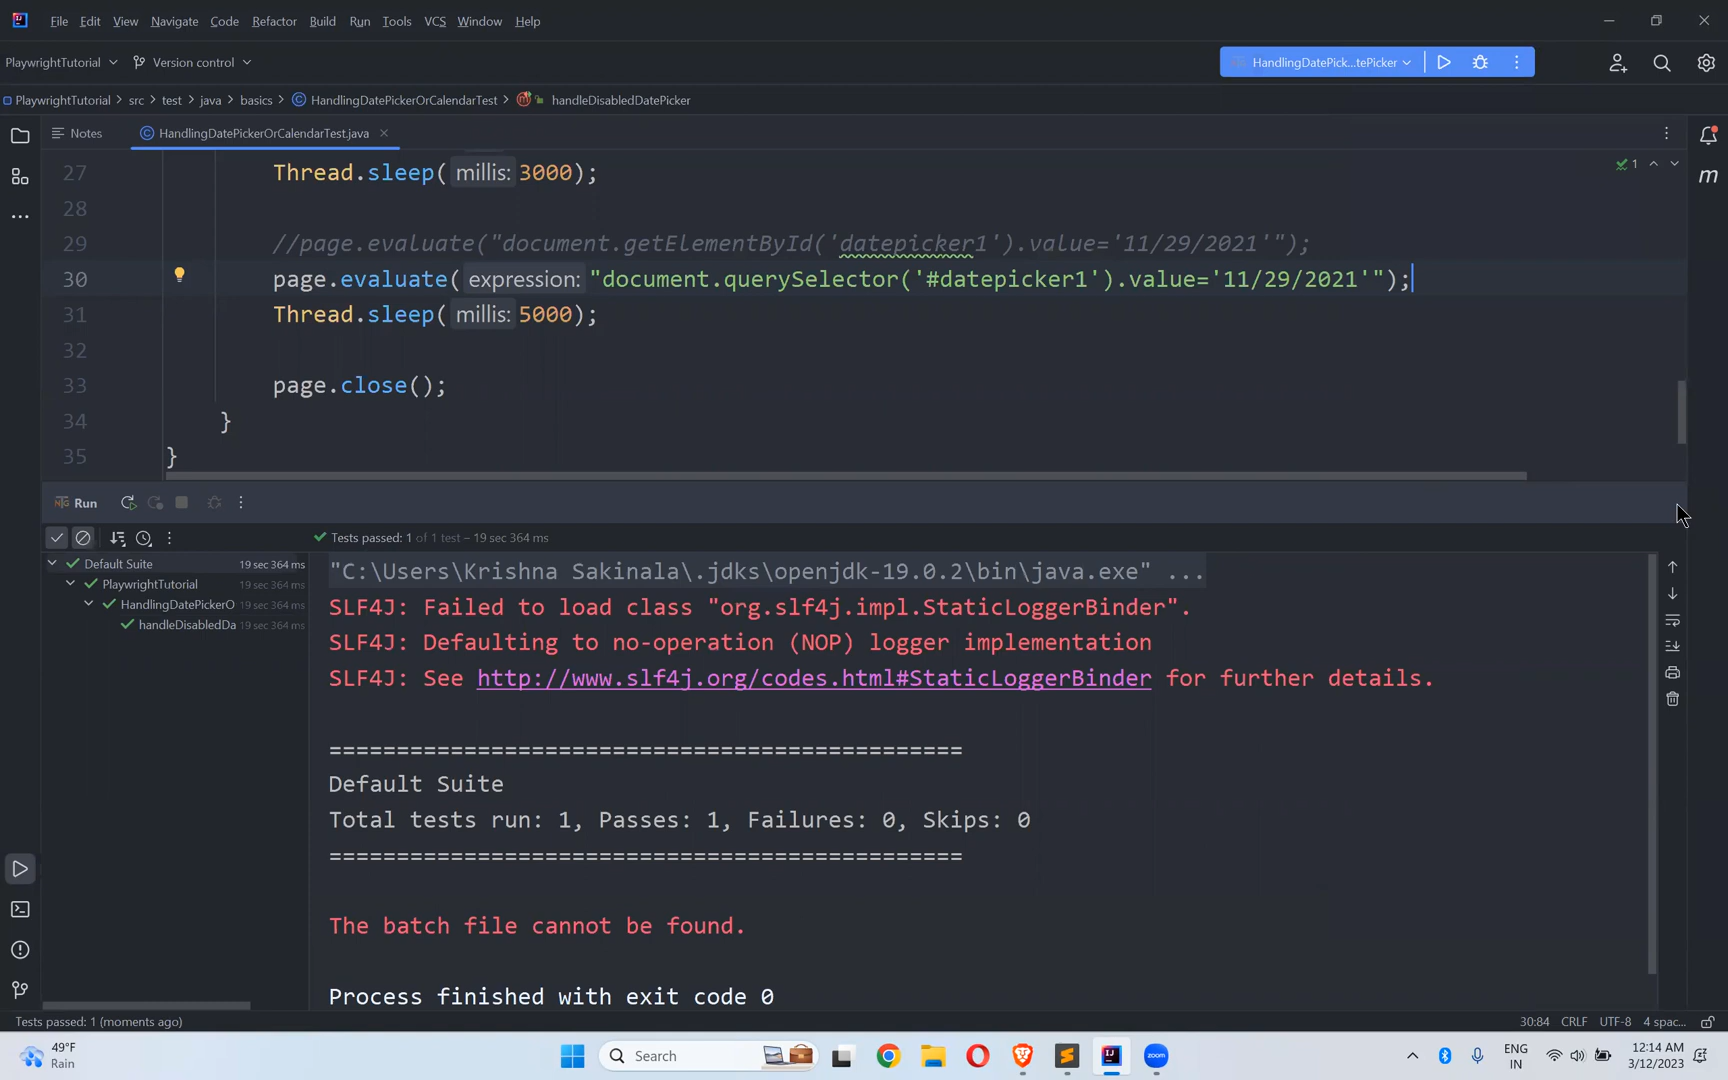 File Edit View Navigate Code Refactor Build Run Tools VCS Window Help
PlaywrightTutorial Version control HandlingDatePick...tePicker
PlaywrightTutorial src test java basics HandlingDatePickerOrCalendarTest handleDisabledDatePicker
Notes HandlingDatePickerOrCalendarTest.java
27 Thread.sleep( millis: 3000);
1
28
29 //page.evaluate("document.getElementById('datepicker1').value='11/29/2021'");
30 page.evaluate( expression: "document.querySelector('#datepicker1').value='11/29/2021'");
31 Thread.sleep( millis: 5000);
32
33 page.close();
34 }
35 }
Run
Tests passed: 1 of 1 test – 19 sec 364 ms
Default Suite 19 sec 364 ms
PlaywrightTutorial 19 sec 364 ms
HandlingDatePickerO 19 sec 364 ms
handleDisabledDa 19 sec 364 ms
"C:\Users\Krishna Sakinala\.jdks\openjdk-19.0.2\bin\java.exe" ...
SLF4J: Failed to load class "org.slf4j.impl.StaticLoggerBinder".
SLF4J: Defaulting to no-operation (NOP) logger implementation
SLF4J: See http://www.slf4j.org/codes.html#StaticLoggerBinder for further details.
===============================================
Default Suite
Total tests run: 1, Passes: 1, Failures: 0, Skips: 0
===============================================
The batch file cannot be found.
Process finished with exit code 0
Tests passed: 1 (moments ago) 30:84 CRLF UTF-8 4 spac...
49°F
Rain
Search
zoom
ENG
IN
12:14 AM
3/12/2023